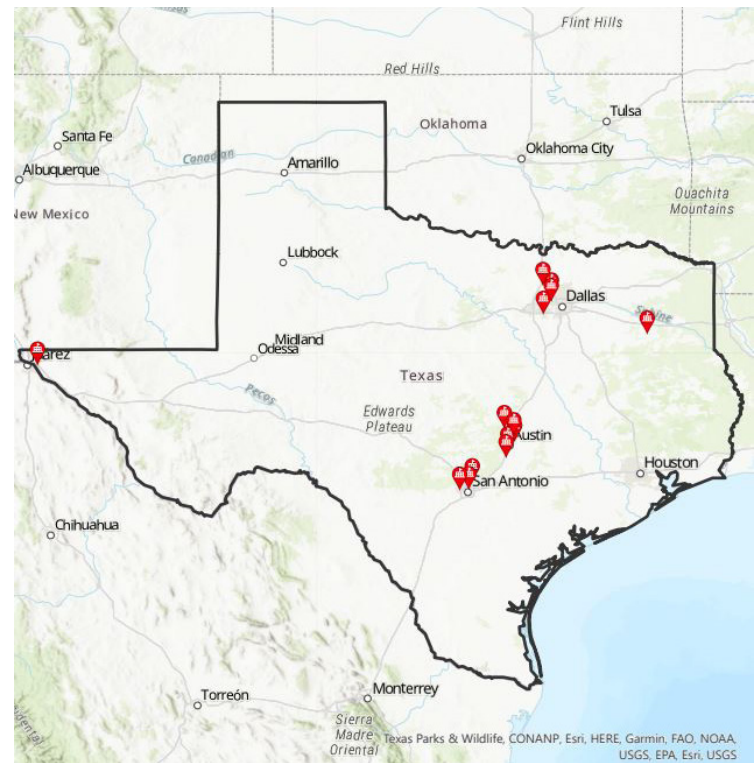 Flint Hills
Red Hills
Tulsa
Oklahoma
Santa Fe
Oklahoma City
Canadian
Amarillo
Albuquerque
Ouachita
Mountains
New Mexico
Lubbock
Dallas
Sabine
Midland
Odessa
arez
Texas
Pecos
Edwards
Plateau
Austin
Houston
San Antonio
Chihuahua
Torreón
Monterrey
Sierra
Madre
Oriental
Texas Parks & Wildlife, CONANP, Esri, HERE, Garmin, FAO, NOAA,
USGS, EPA, Esri, USGS